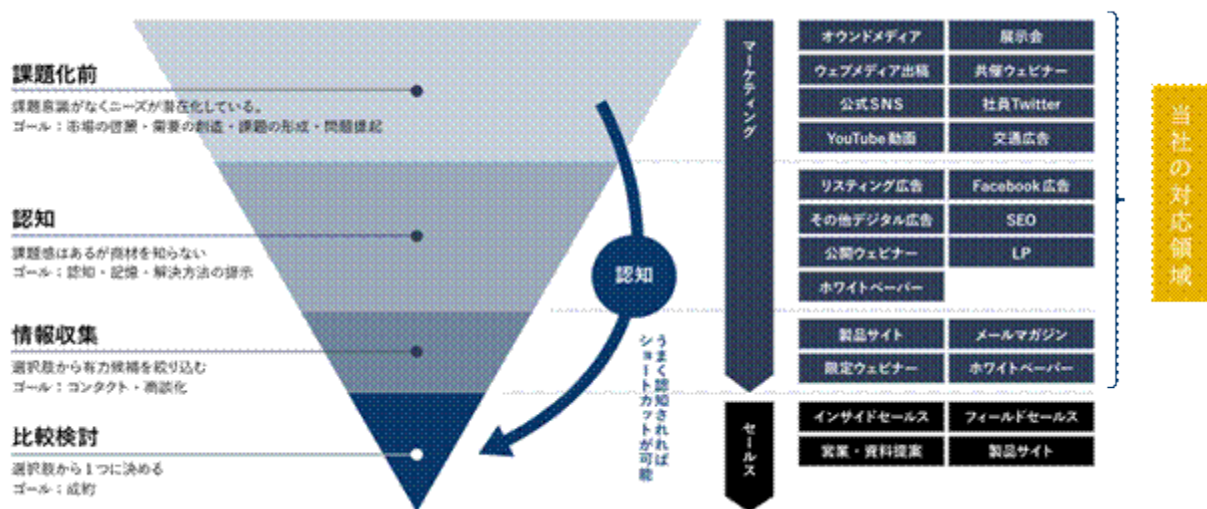 課題化前
課題意識がなくニーズが潜在化している。
ゴール：市場の啓蒙・需要の創造・課題の形成・問題提起
認知
課題感はあるが商材を知らない
ゴール：認知・記憶・解決方法の提示
情報収集
選択肢から有力候補を絞り込む
ゴール：コンタクト・商談化
比較検討
選択肢から1つに決める
ゴール：成約
認知
うまく認知されれば
ショートカットが可能
マーケティング
セールス
オウンドメディア
展示会
ウェブメディア出稿
共催ウェビナー
公式SNS
社員Twitter
YouTube動画
交通広告
リスティング広告
Facebook広告
その他デジタル広告
SEO
公開ウェビナー
LP
ホワイトペーパー
製品サイト
メールマガジン
限定ウェビナー
ホワイトペーパー
インサイドセールス
フィールドセールス
営業・資料提案
製品サイト
当社の対応領域